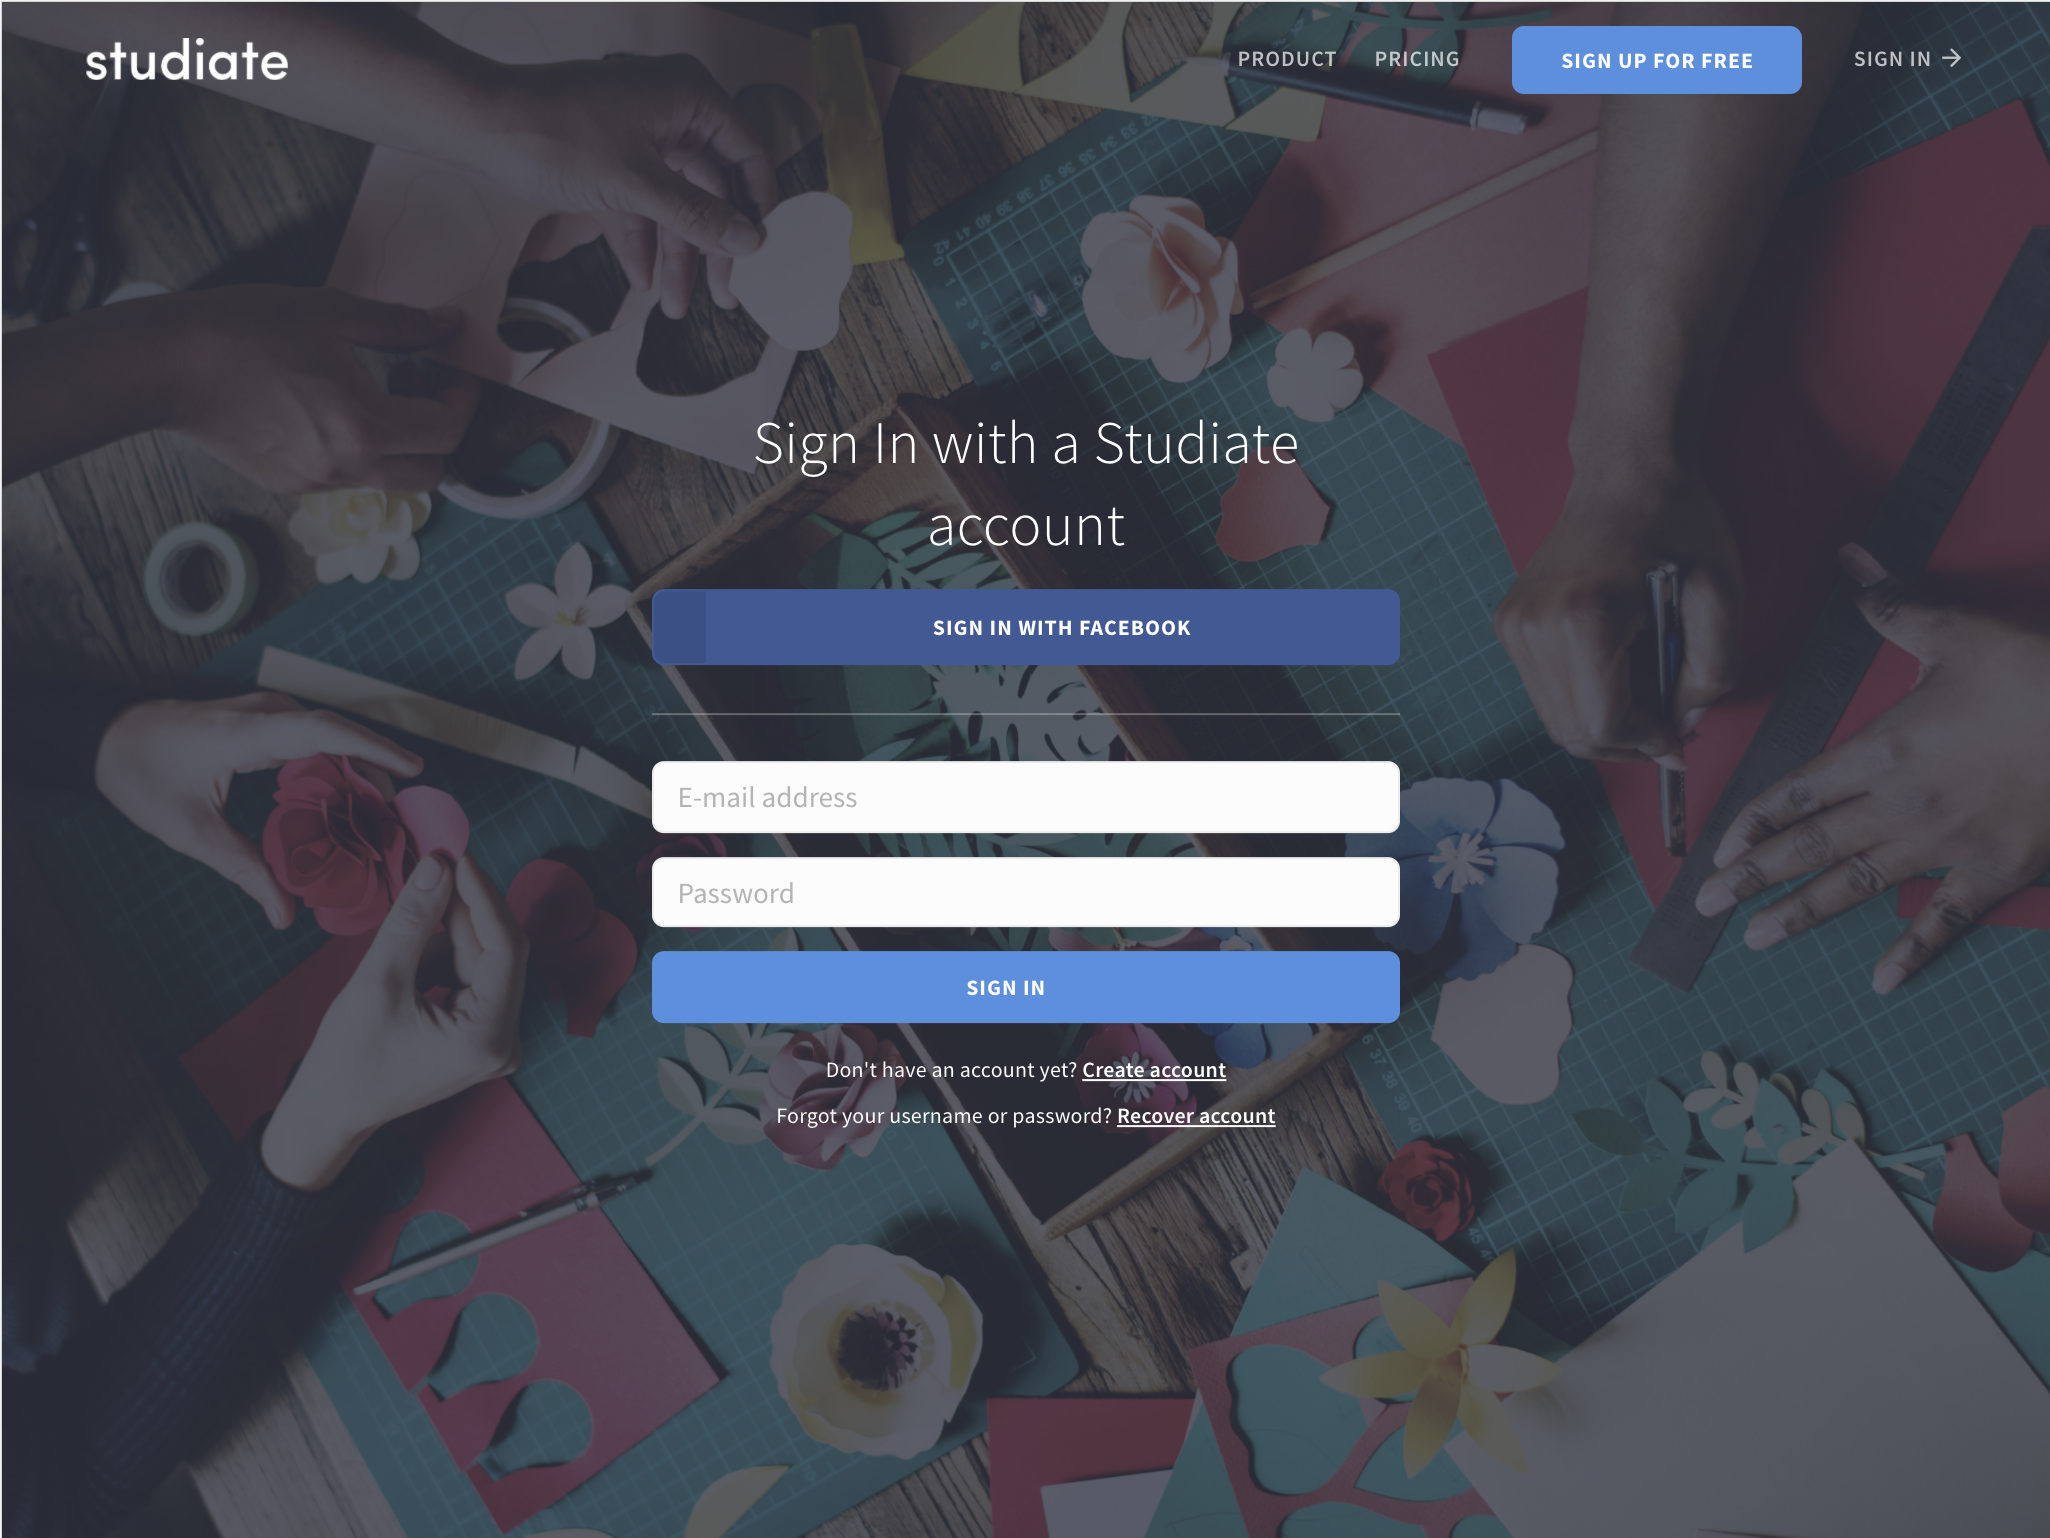 studiate
PRODUCT
PRICING
SIGN UP FOR FREE
SIGN IN →
Sign In with a Studiate
account
SIGN IN WITH FACEBOOK
E-mail address
Password
SIGN IN
Don't have an account yet? Create account
Forgot your username or password? Recover account